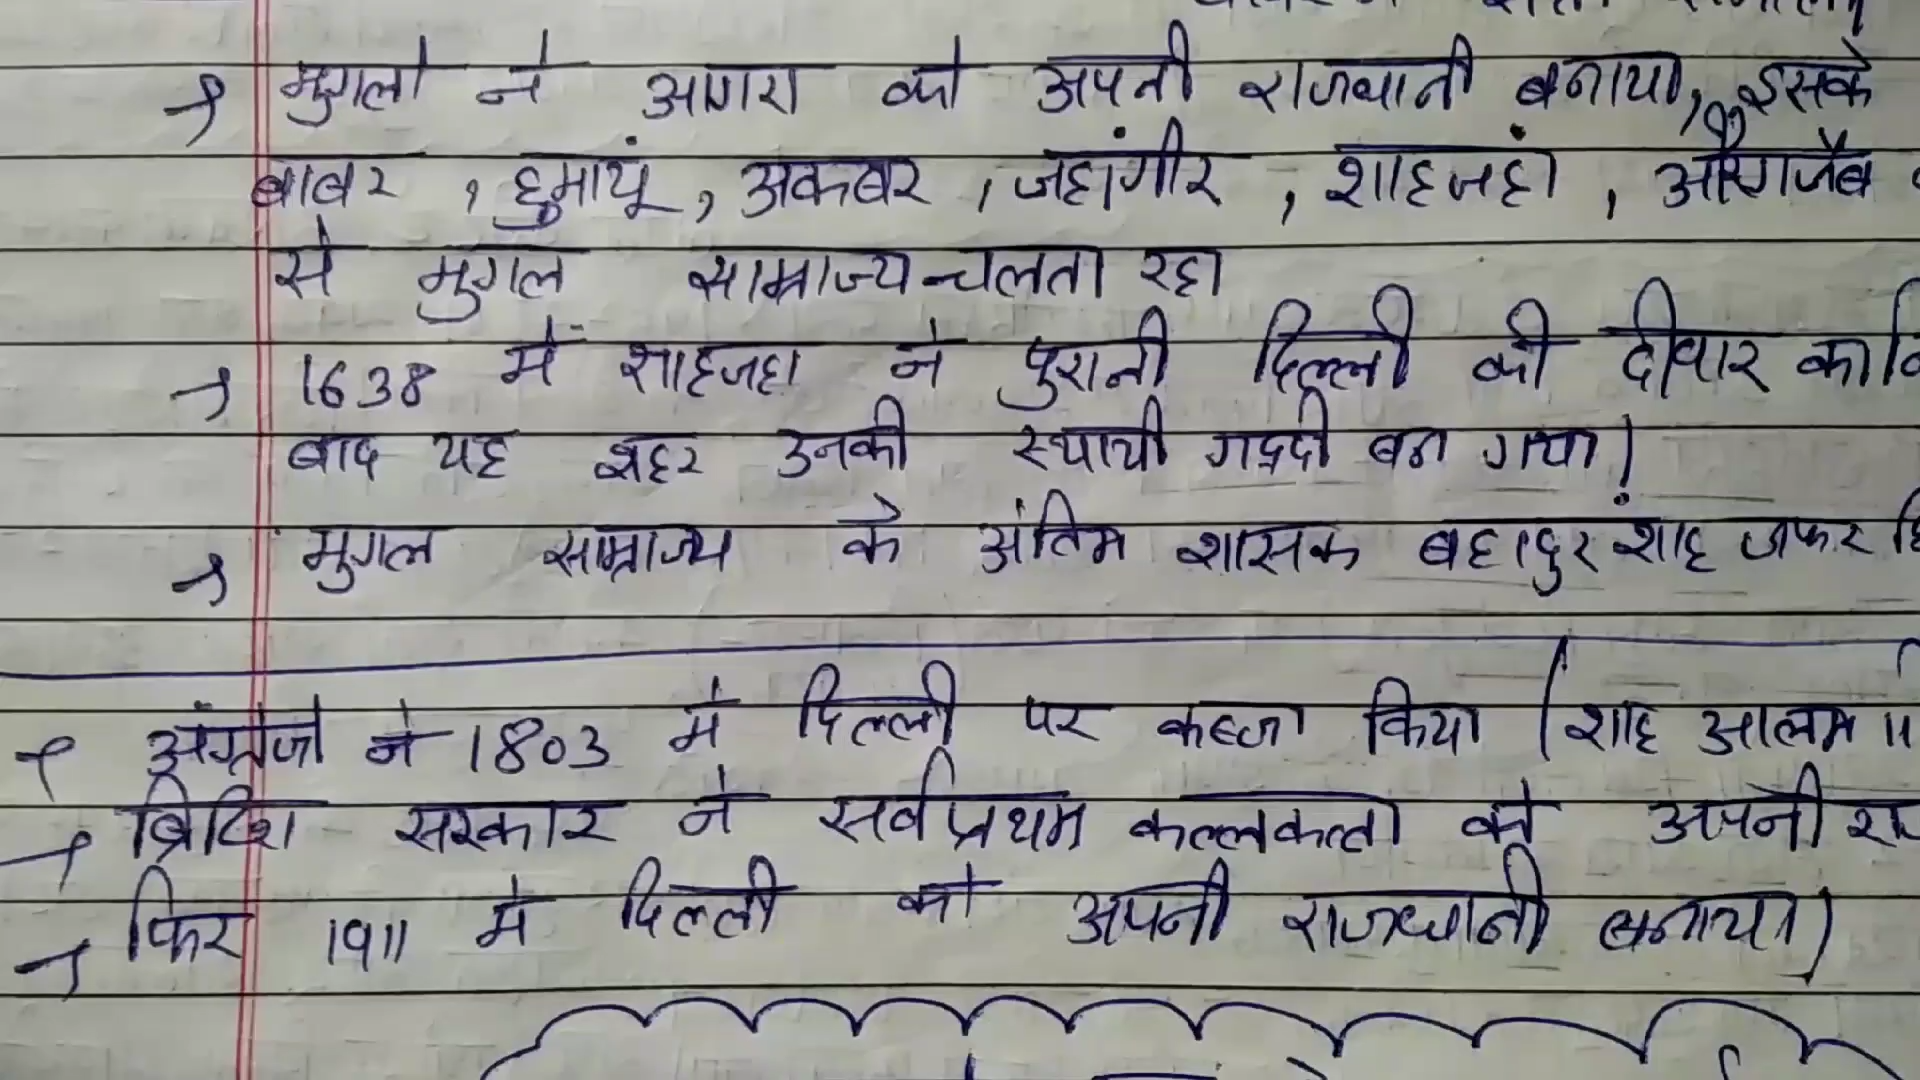 → मुगलो ने आगरा को अपनी राजधानी बनाया, इसके
बाबर , हुमायूं, अकबर , जहांगीर , शाहजहां , औरंगजेब
से मुगल साम्राज्य चलता रहा
→ 1638 में शाहजहा ने पुरानी दिल्ली की दीवार का
बाद यह शहर उनकी स्थायी गद्दी बन गया।
→ मुगल साम्राज्य के अंतिम शासक बहादुर शाह जफर
→ अंग्रेजो ने 1803 मे दिल्ली पर कब्जा किया (शाह आलम II
→ ब्रिटिश सरकार ने सर्वप्रथम कल्लकत्ता को अपनी
→ फिर 1911 मे दिल्ली को अपनी राजधानी बनाया)